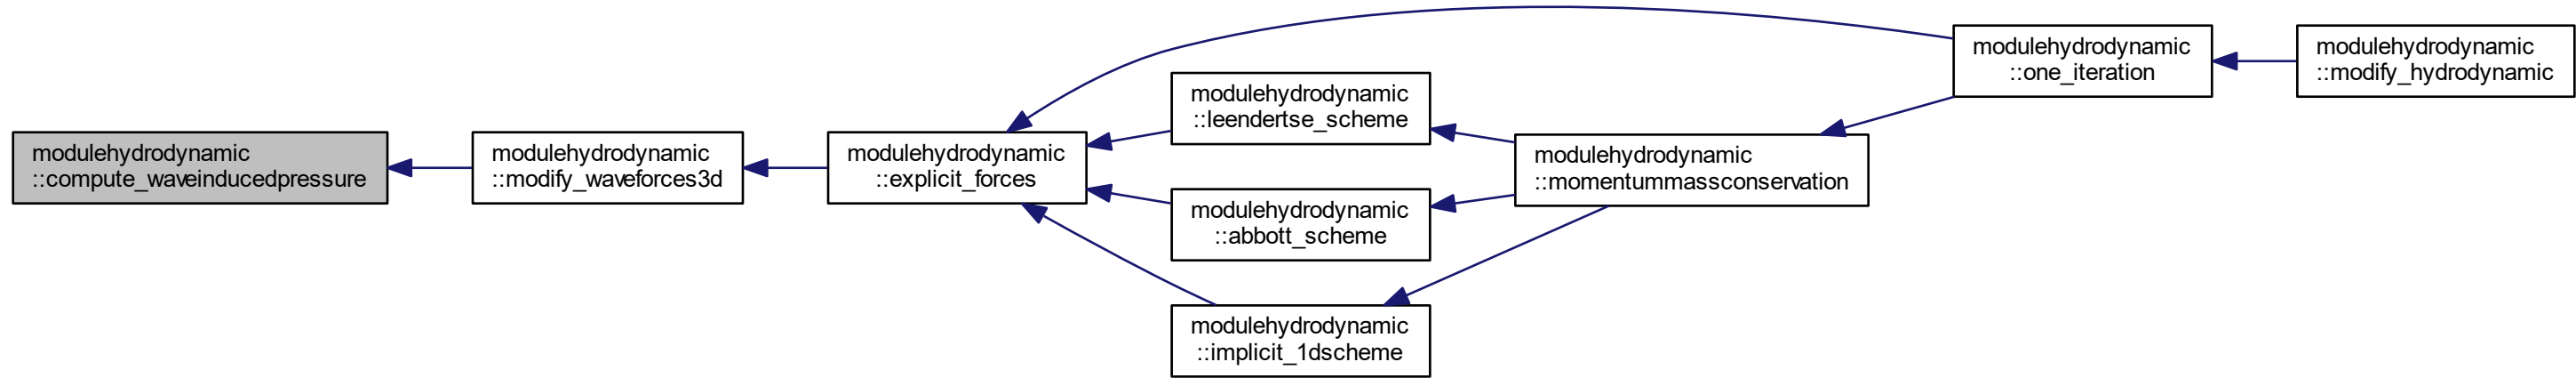 modulehydrodynamic
::compute_waveinducedpressure
modulehydrodynamic
::modify_waveforces3d
modulehydrodynamic
::explicit_forces
modulehydrodynamic
::leendertse_scheme
modulehydrodynamic
::abbott_scheme
modulehydrodynamic
::implicit_1dscheme
modulehydrodynamic
::momentummassconservation
modulehydrodynamic
::one_iteration
modulehydrodynamic
::modify_hydrodynamic